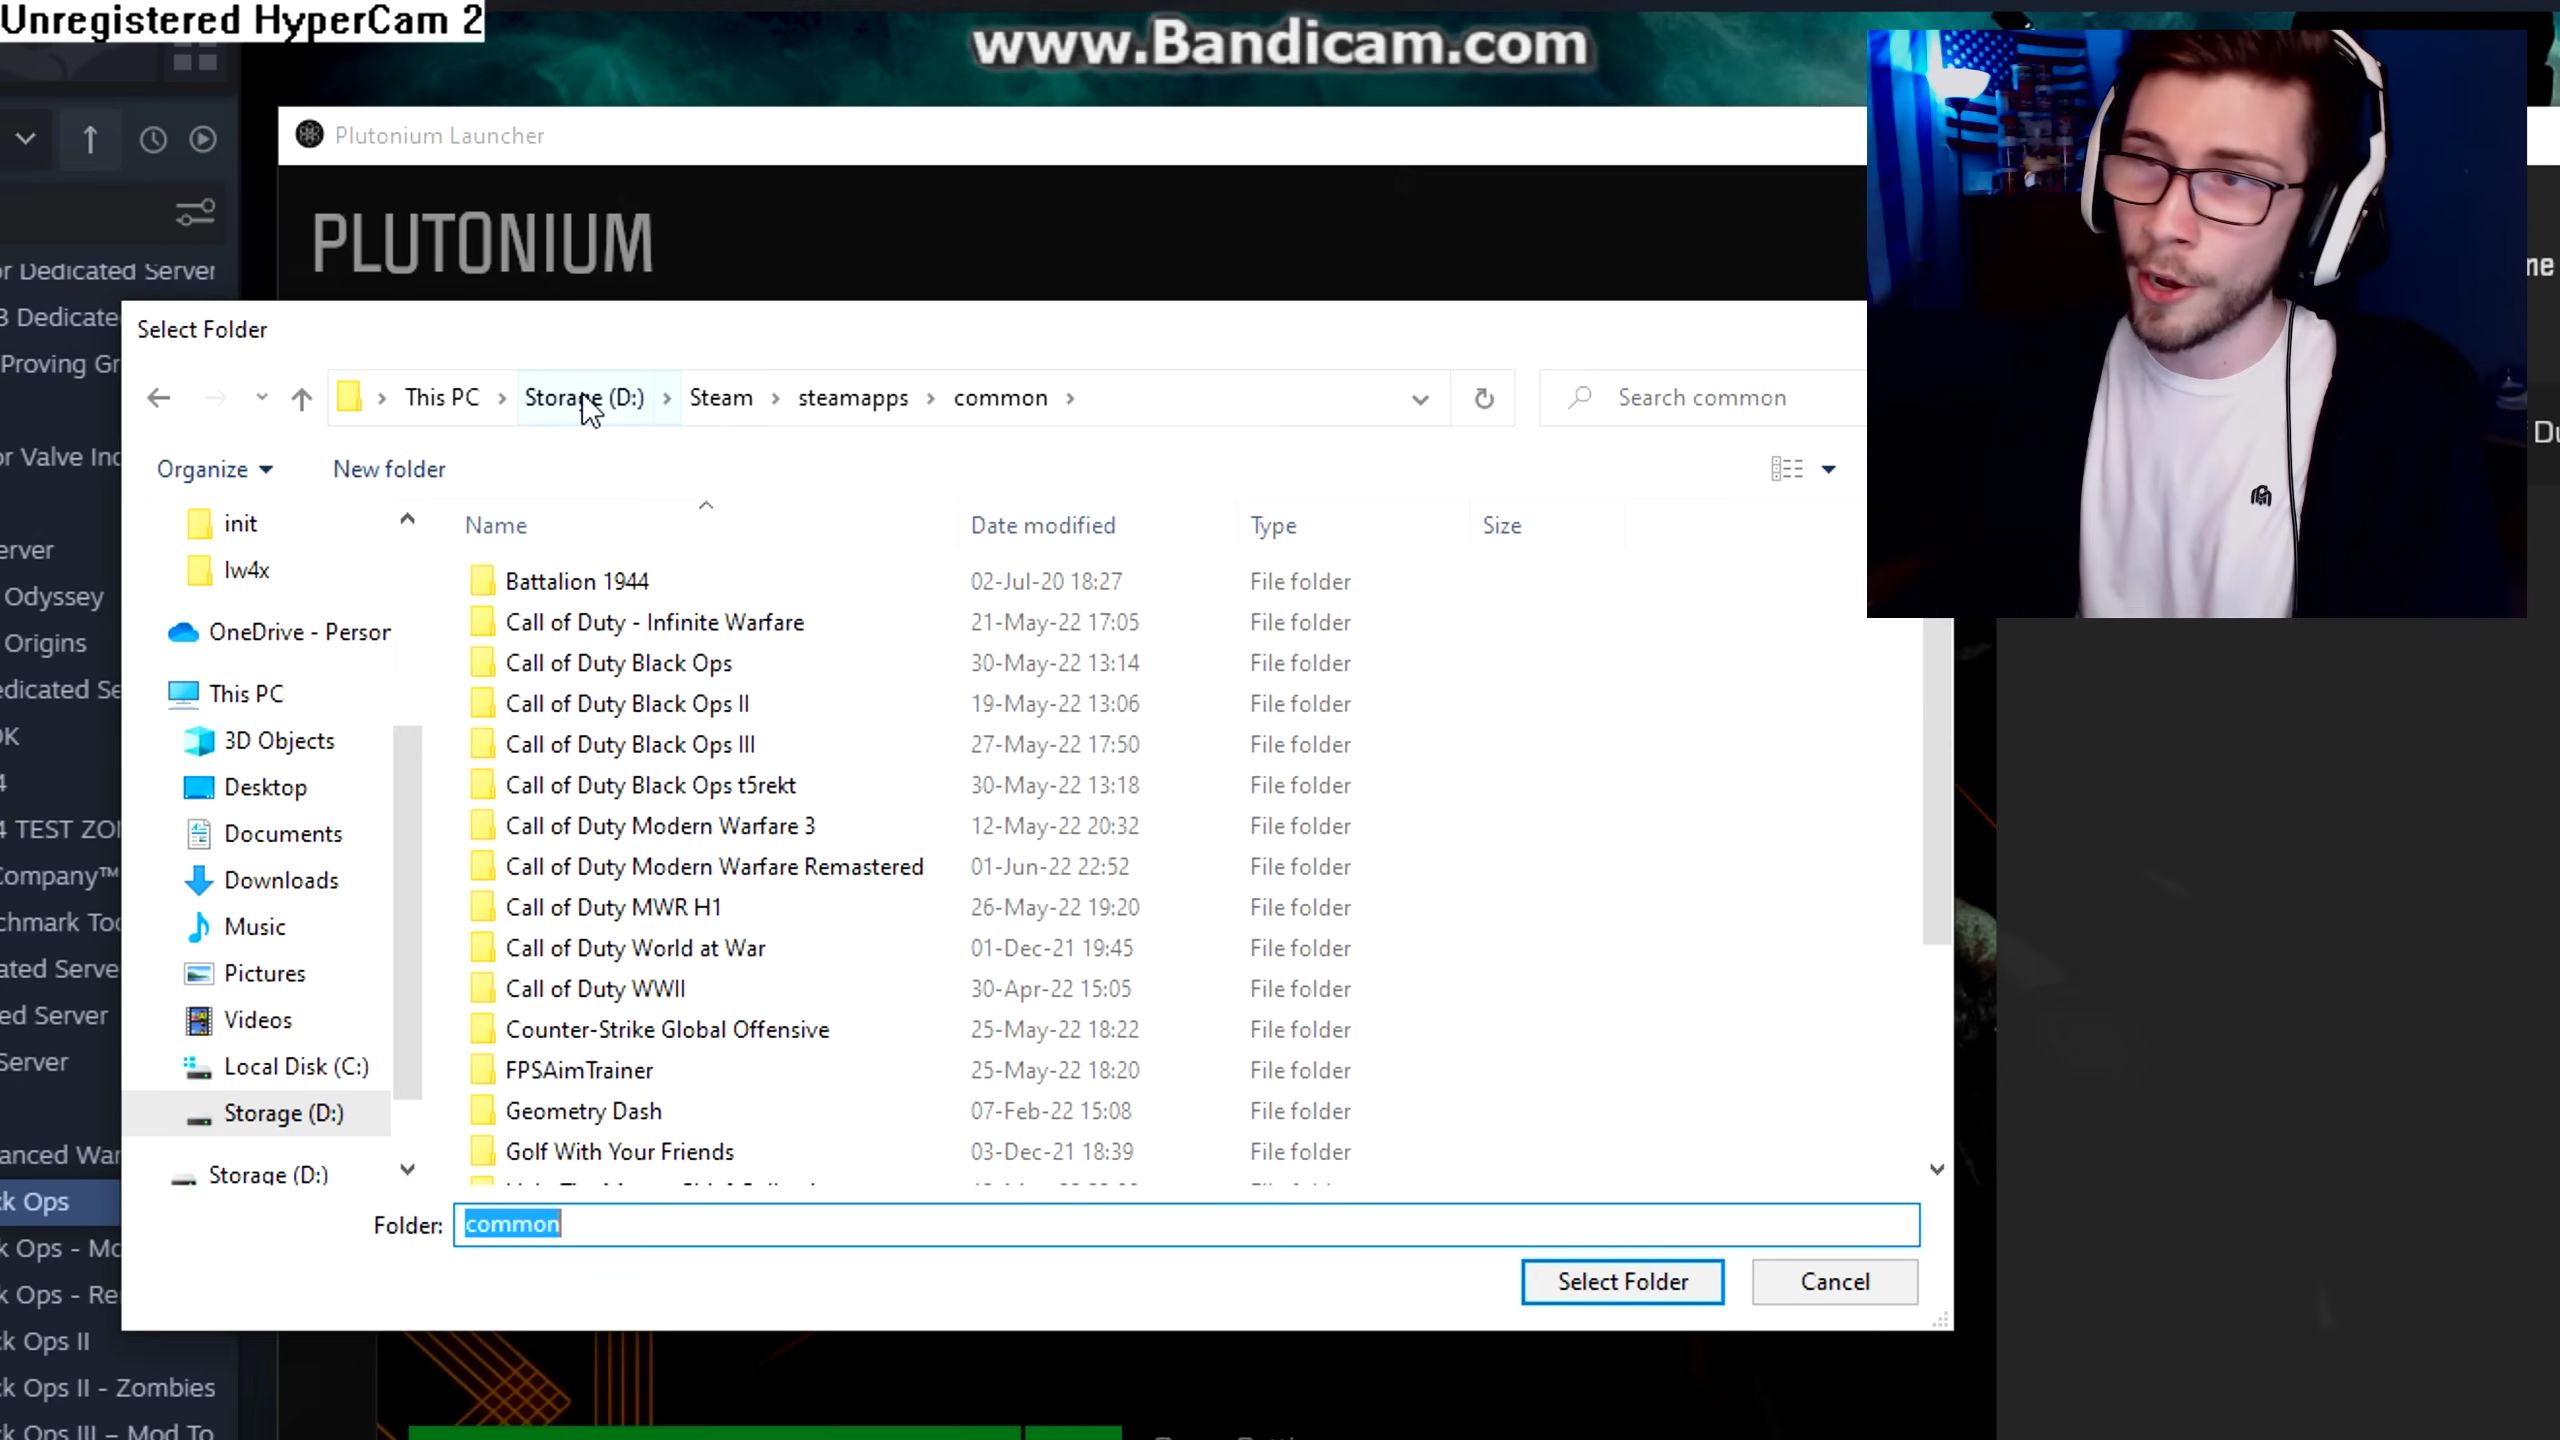 Unregistered HyperCam 2
www.Bandicam.com
Plutonium Launcher
PLUTONIUM
or Dedicated Server
3 Dedicate
Proving Gr
or Valve Inc
erver
Odyssey
Origins
edicated Se
OK
4
4 TEST ZO
Company™
chmark Too
ated Serve
ed Server
Server
anced War
ck Ops
k Ops - Mo
k Ops - Re
ck Ops II
ck Ops II - Zombies
ck Ops III – Mod To
Select Folder
This PC
Storage (D:)
Steam
steamapps
common
Search common
Organize
New folder
init
Iw4x
OneDrive - Person
This PC
3D Objects
Desktop
Documents
Downloads
Music
Pictures
Videos
Local Disk (C:)
Storage (D:)
Storage (D:)
Name Date modified Type Size
Battalion 1944 02-Jul-20 18:27 File folder
Call of Duty - Infinite Warfare 21-May-22 17:05 File folder
Call of Duty Black Ops 30-May-22 13:14 File folder
Call of Duty Black Ops II 19-May-22 13:06 File folder
Call of Duty Black Ops III 27-May-22 17:50 File folder
Call of Duty Black Ops t5rekt 30-May-22 13:18 File folder
Call of Duty Modern Warfare 3 12-May-22 20:32 File folder
Call of Duty Modern Warfare Remastered 01-Jun-22 22:52 File folder
Call of Duty MWR H1 26-May-22 19:20 File folder
Call of Duty World at War 01-Dec-21 19:45 File folder
Call of Duty WWII 30-Apr-22 15:05 File folder
Counter-Strike Global Offensive 25-May-22 18:22 File folder
FPSAimTrainer 25-May-22 18:20 File folder
Geometry Dash 07-Feb-22 15:08 File folder
Golf With Your Friends 03-Dec-21 18:39 File folder
Folder: common
Select Folder
Cancel
me
Du